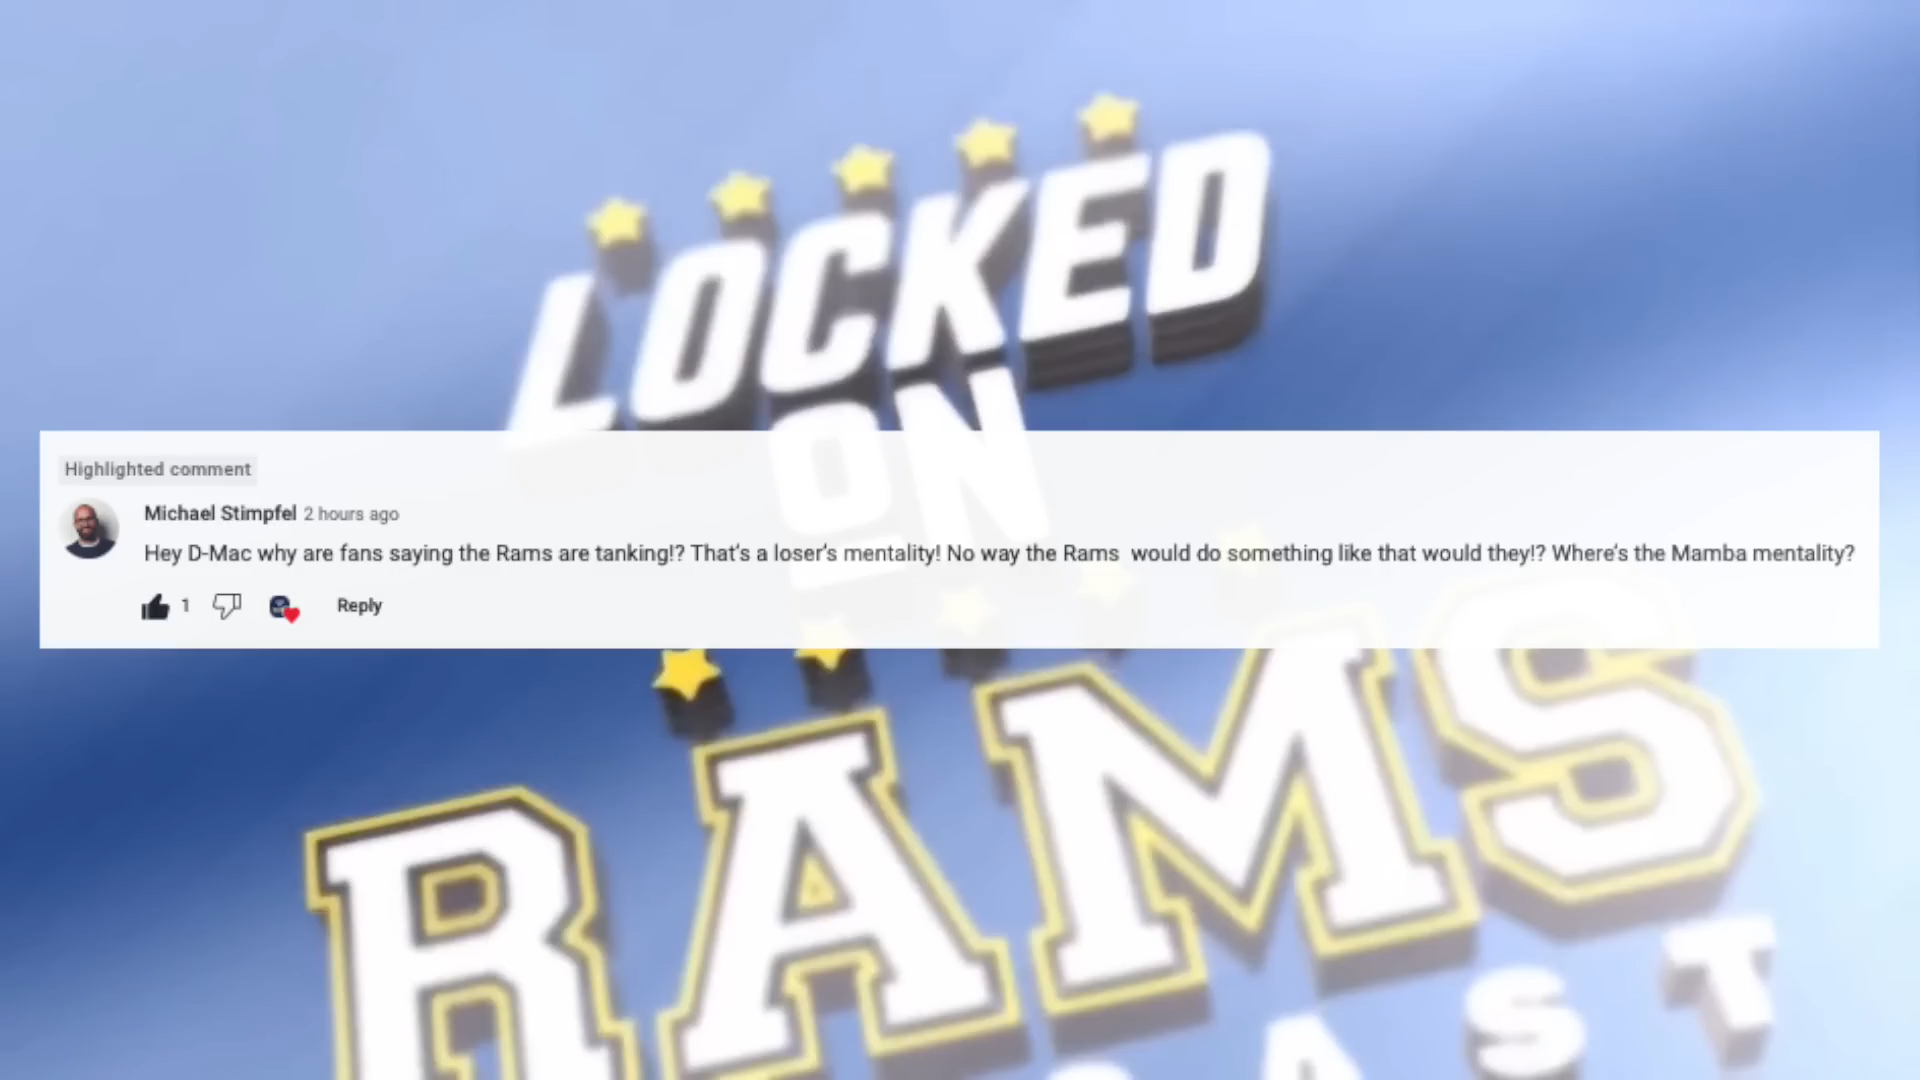 LOCKED
ON
Highlighted comment
Michael Stimpfel 2 hours ago
Hey D-Mac why are fans saying the Rams are tanking!? That's a loser's mentality! No way the Rams  would do something like that would they!? Where's the Mamba mentality?
1
Reply
RAMS